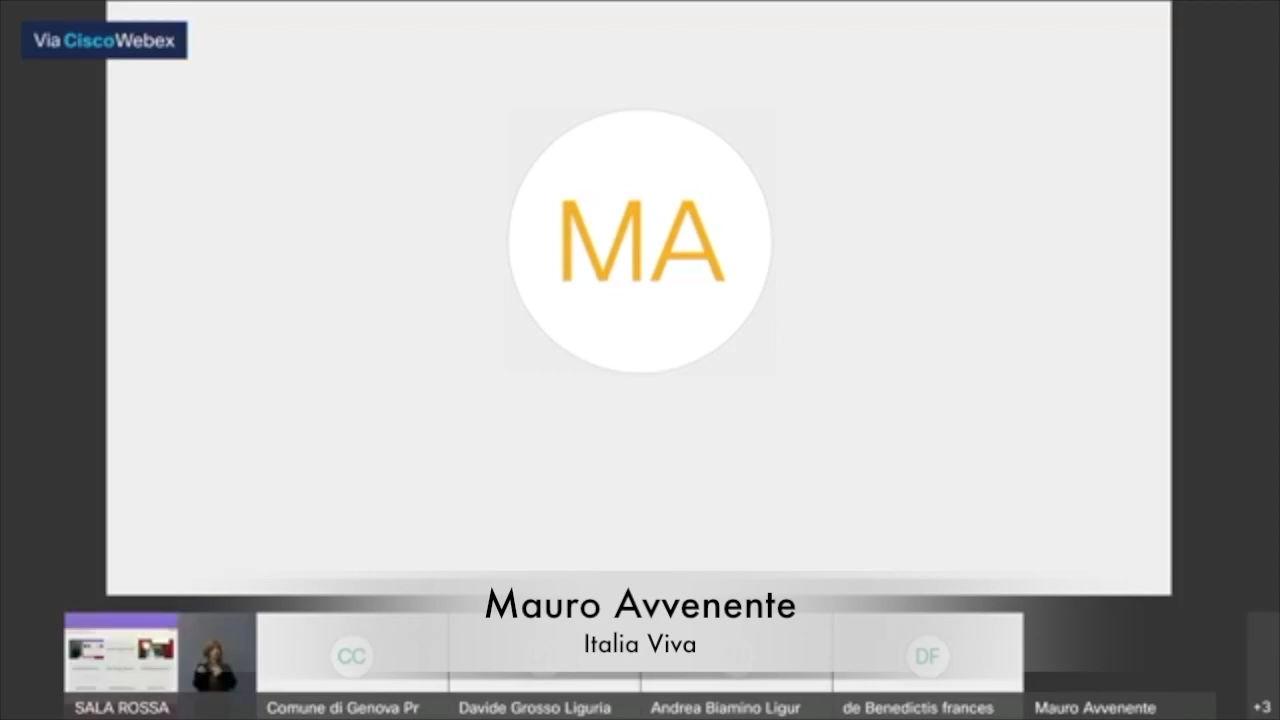 Via CiscoWebex
MA
Mauro Avvenente
Italia Viva
CC
DF
SALA ROSSA
Comune di Genova Pr
Davide Grosso Liguria
Andrea Biamino Ligur
de Benedictis frances
Mauro Avvenente
+3